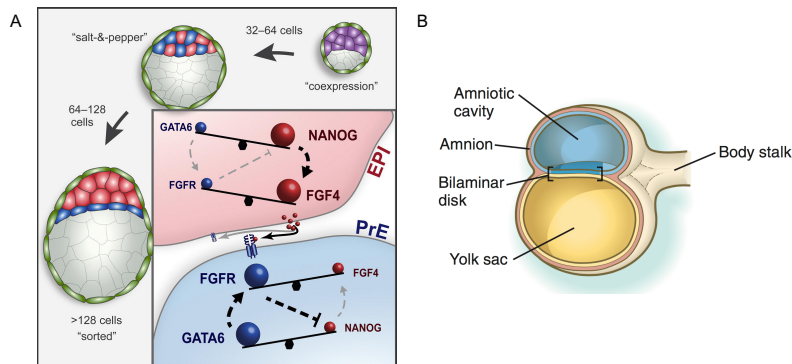 A
"salt-&-pepper"
32–64 cells
"coexpression"
64–128
cells
GATA6
NANOG
FGFR
FGF4
EPI
PrE
FGFR
FGF4
GATA6
NANOG
>128 cells
"sorted"
B
Amniotic
cavity
Amnion
Bilaminar
disk
Body stalk
Yolk sac